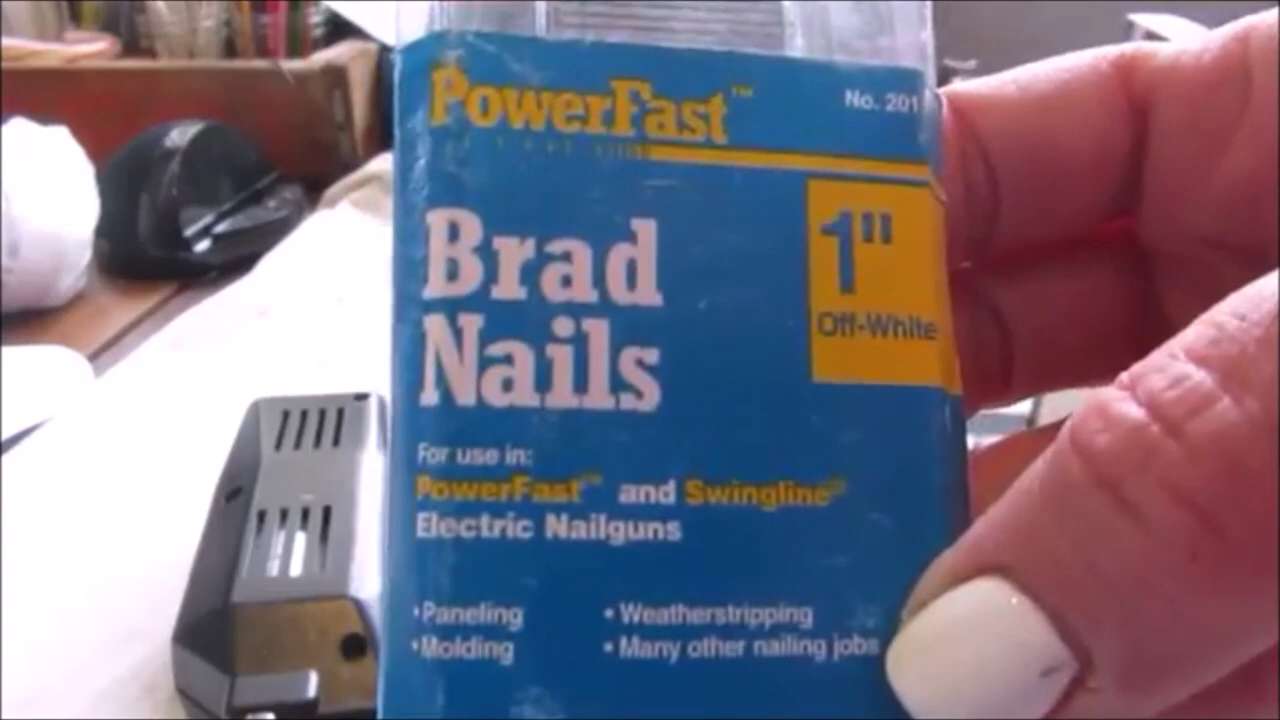 PowerFast™
No. 201
Brad
Nails
1"
Off-White
For use in:
PowerFast™ and Swingline®
Electric Nailguns
•Paneling
•Molding
• Weatherstripping
• Many other nailing jobs